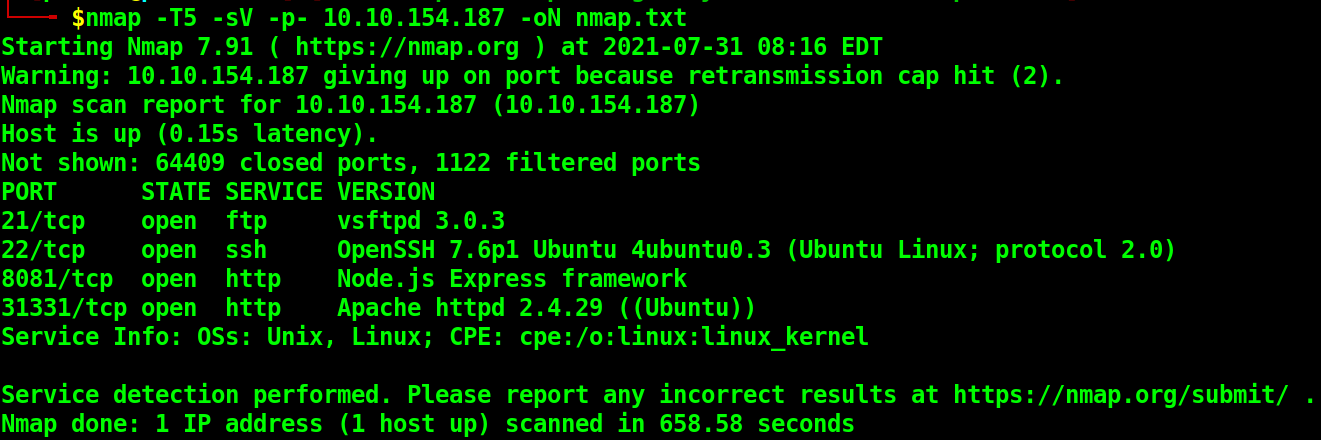 $nmap -T5 -sV -p- 10.10.154.187 -oN nmap.txt
Starting Nmap 7.91 ( https://nmap.org ) at 2021-07-31 08:16 EDT
Warning: 10.10.154.187 giving up on port because retransmission cap hit (2).
Nmap scan report for 10.10.154.187 (10.10.154.187)
Host is up (0.15s latency).
Not shown: 64409 closed ports, 1122 filtered ports
PORT      STATE SERVICE VERSION
21/tcp    open  ftp     vsftpd 3.0.3
22/tcp    open  ssh     OpenSSH 7.6p1 Ubuntu 4ubuntu0.3 (Ubuntu Linux; protocol 2.0)
8081/tcp  open  http    Node.js Express framework
31331/tcp open  http    Apache httpd 2.4.29 ((Ubuntu))
Service Info: OSs: Unix, Linux; CPE: cpe:/o:linux:linux_kernel

Service detection performed. Please report any incorrect results at https://nmap.org/submit/ .
Nmap done: 1 IP address (1 host up) scanned in 658.58 seconds